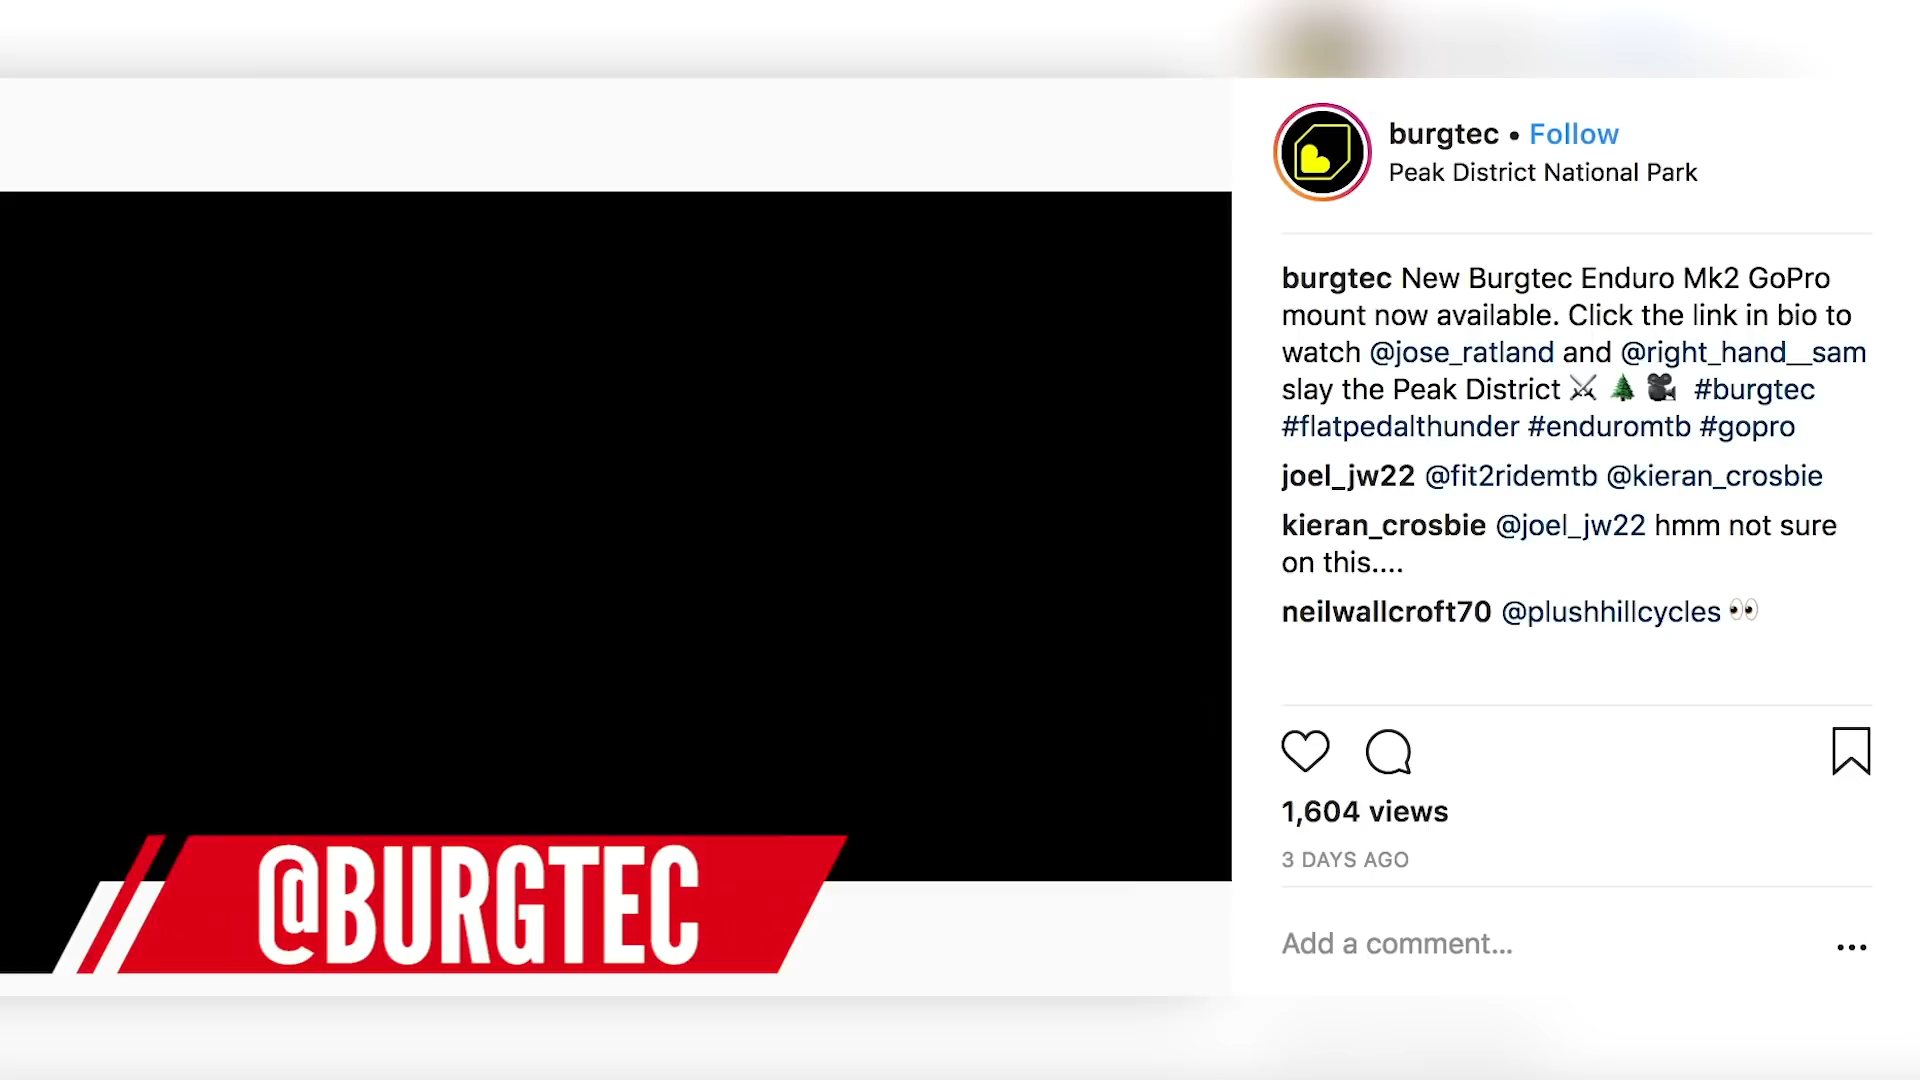 burgtec • Follow
Peak District National Park
burgtec New Burgtec Enduro Mk2 GoPro
mount now available. Click the link in bio to
watch @jose_ratland and @right_hand__sam
slay the Peak District ⚔️ 🌲 🎥 #burgtec
#flatpedalthunder #enduromtb #gopro
joel_jw22 @fit2ridemtb @kieran_crosbie
kieran_crosbie @joel_jw22 hmm not sure
on this....
neilwallcroft70 @plushhillcycles 👀
1,604 views
3 DAYS AGO
Add a comment...
@BURGTEC